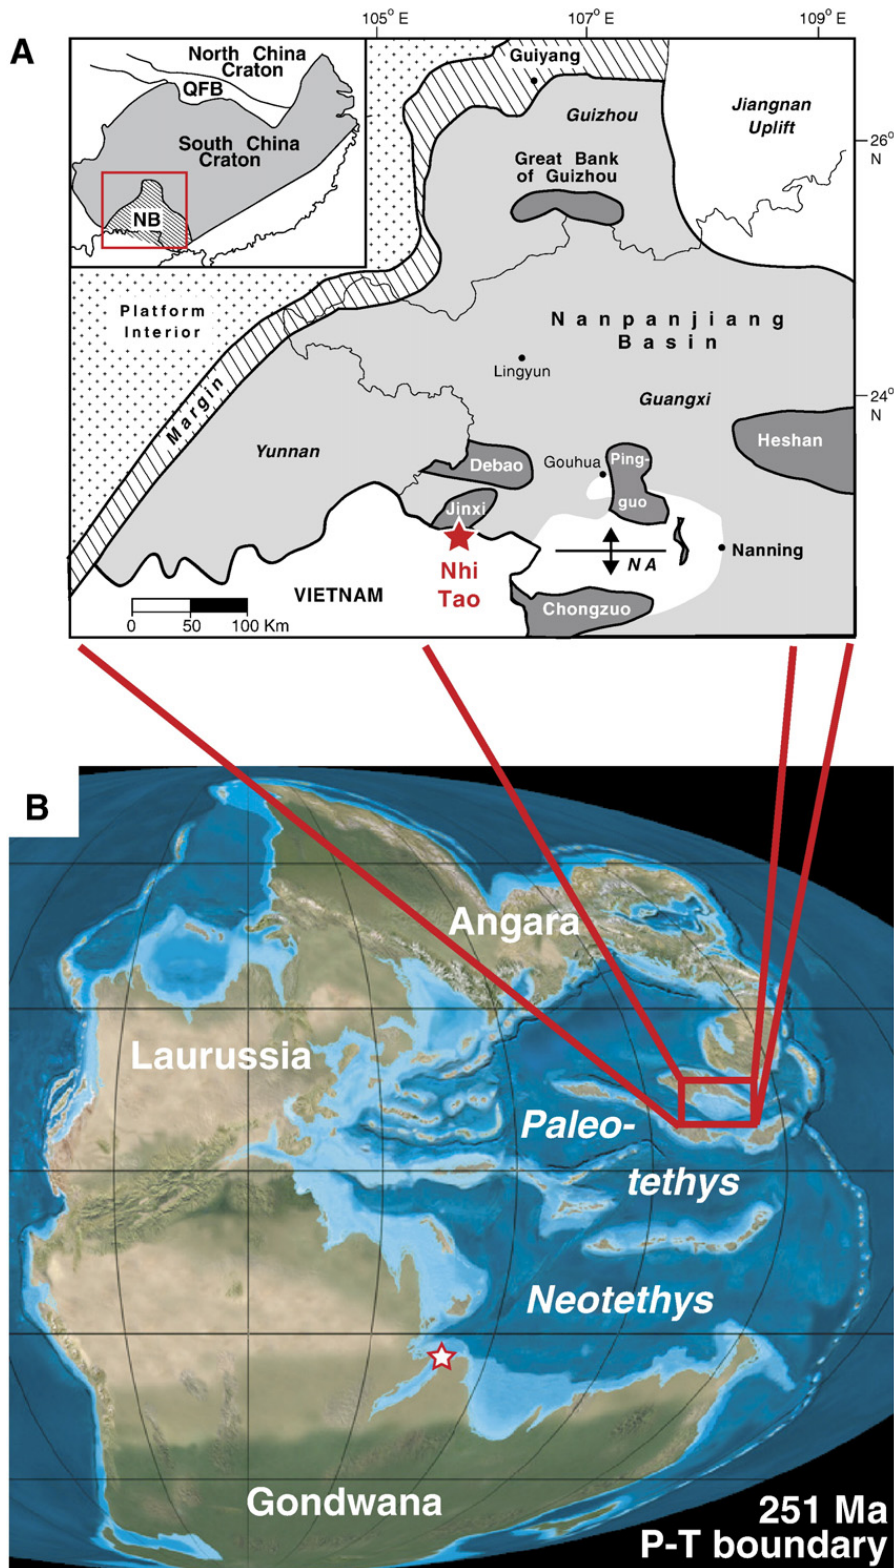 105° E
107° E
109° E
A
North China
Craton
QFB
South China
Craton
NB
Guiyang
Guizhou
Jiangnan
Uplift
26°
N
Great Bank
of Guizhou
Platform
Interior
Nanpanjiang
Basin
Lingyun
Margin
Guangxi
24°
N
Yunnan
Debao
Gouhua
Ping-
guo
Heshan
Jinxi
Nhi
Tao
NA
Nanning
VIETNAM
Chongzuo
0 50 100 Km
B
Angara
Laurussia
Paleo-
tethys
Neotethys
Gondwana
251 Ma
P-T boundary